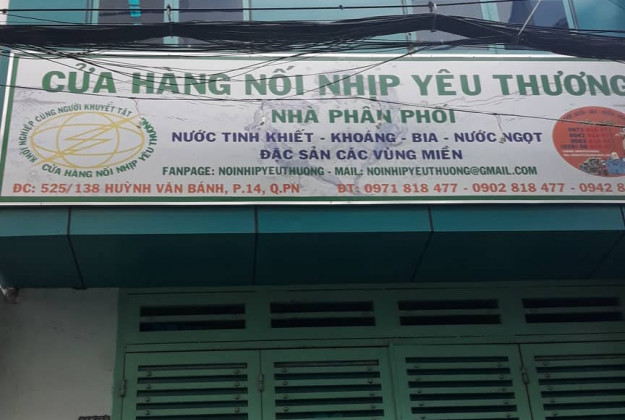 CỬA HÀNG NỐI NHỊP YÊU THƯƠNG
NHÀ PHÂN PHỐI
NƯỚC TINH KHIẾT - KHOÁNG - BIA - NƯỚC NGỌT
ĐẶC SẢN CÁC VÙNG MIỀN
FANPAGE: NOINHIPYEUTHUONG - MAIL: NOINHIPYEUTHUONG@GMAIL.COM
ĐC: 525/138 HUỲNH VĂN BÁNH, P.14, Q.PN ĐT: 0971 818 477 - 0902 818 477 - 0942 8
KHỞI NGHIỆP CÙNG NGƯỜI KHUYẾT TẬT
CỬA HÀNG NỐI NHỊP YÊU THƯƠNG